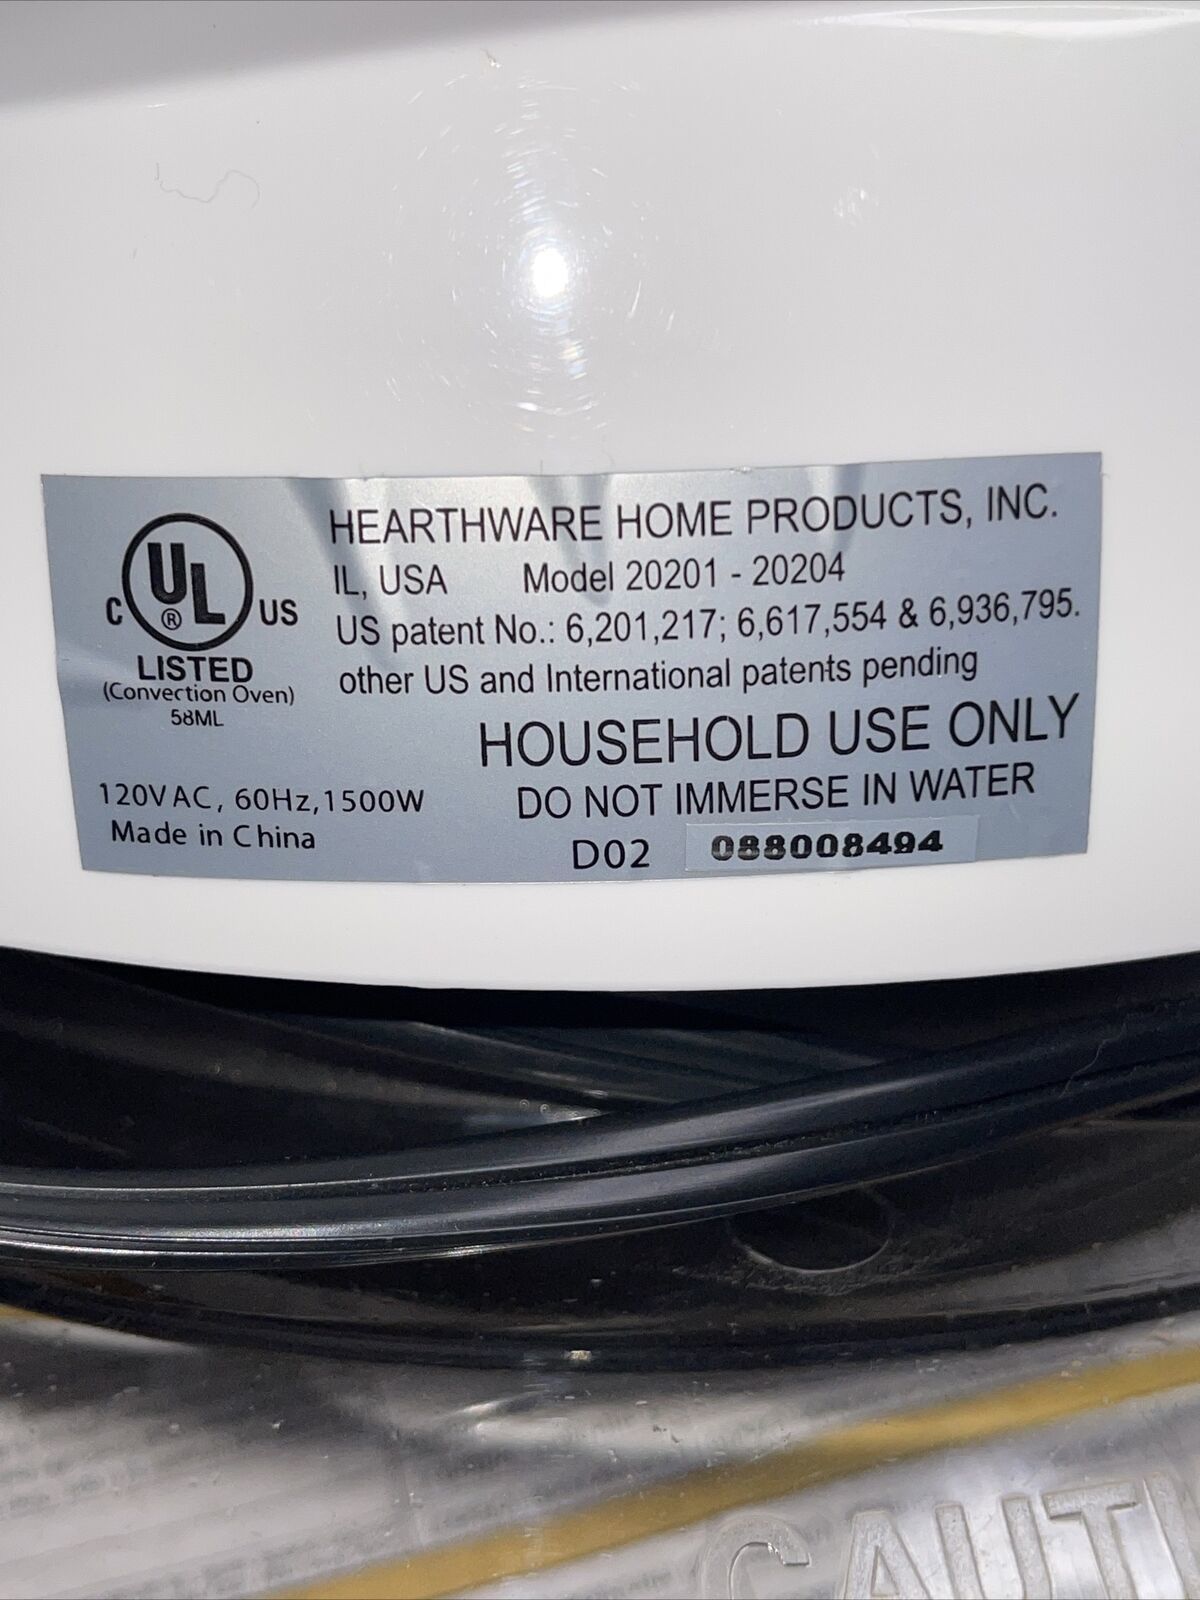 HEARTHWARE HOME PRODUCTS, INC.
IL, USA Model 20201 - 20204
US patent No.: 6,201,217; 6,617,554 & 6,936,795.
other US and International patents pending
C UL ® US
LISTED
(Convection Oven)
58ML
HOUSEHOLD USE ONLY
120VAC, 60Hz,1500W
DO NOT IMMERSE IN WATER
Made in China
D02 088008494